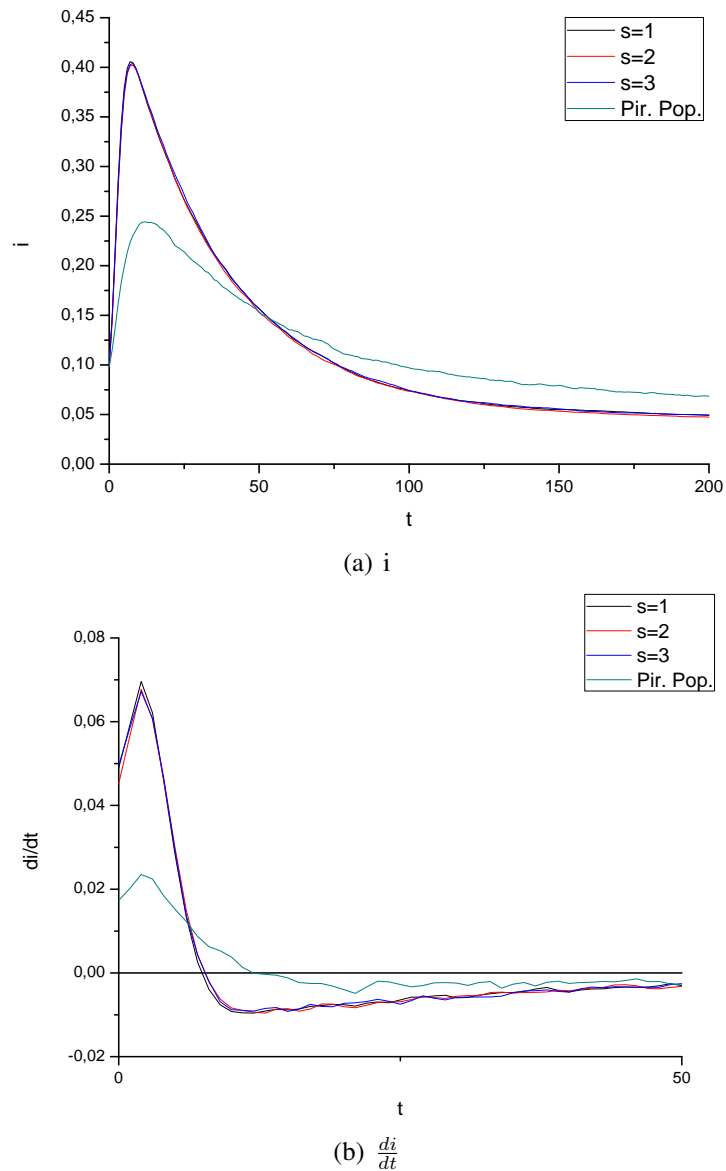 0,45
0,40
0,35
0,30
0,25
0,20
0,15
0,10
0,05
0,00
i
0
50
100
150
200
t
s=1
s=2
s=3
Pir. Pop.
(a) i
0,08
0,06
0,04
0,02
0,00
-0,02
di/dt
0
50
t
s=1
s=2
s=3
Pir. Pop.
(b) di/dt